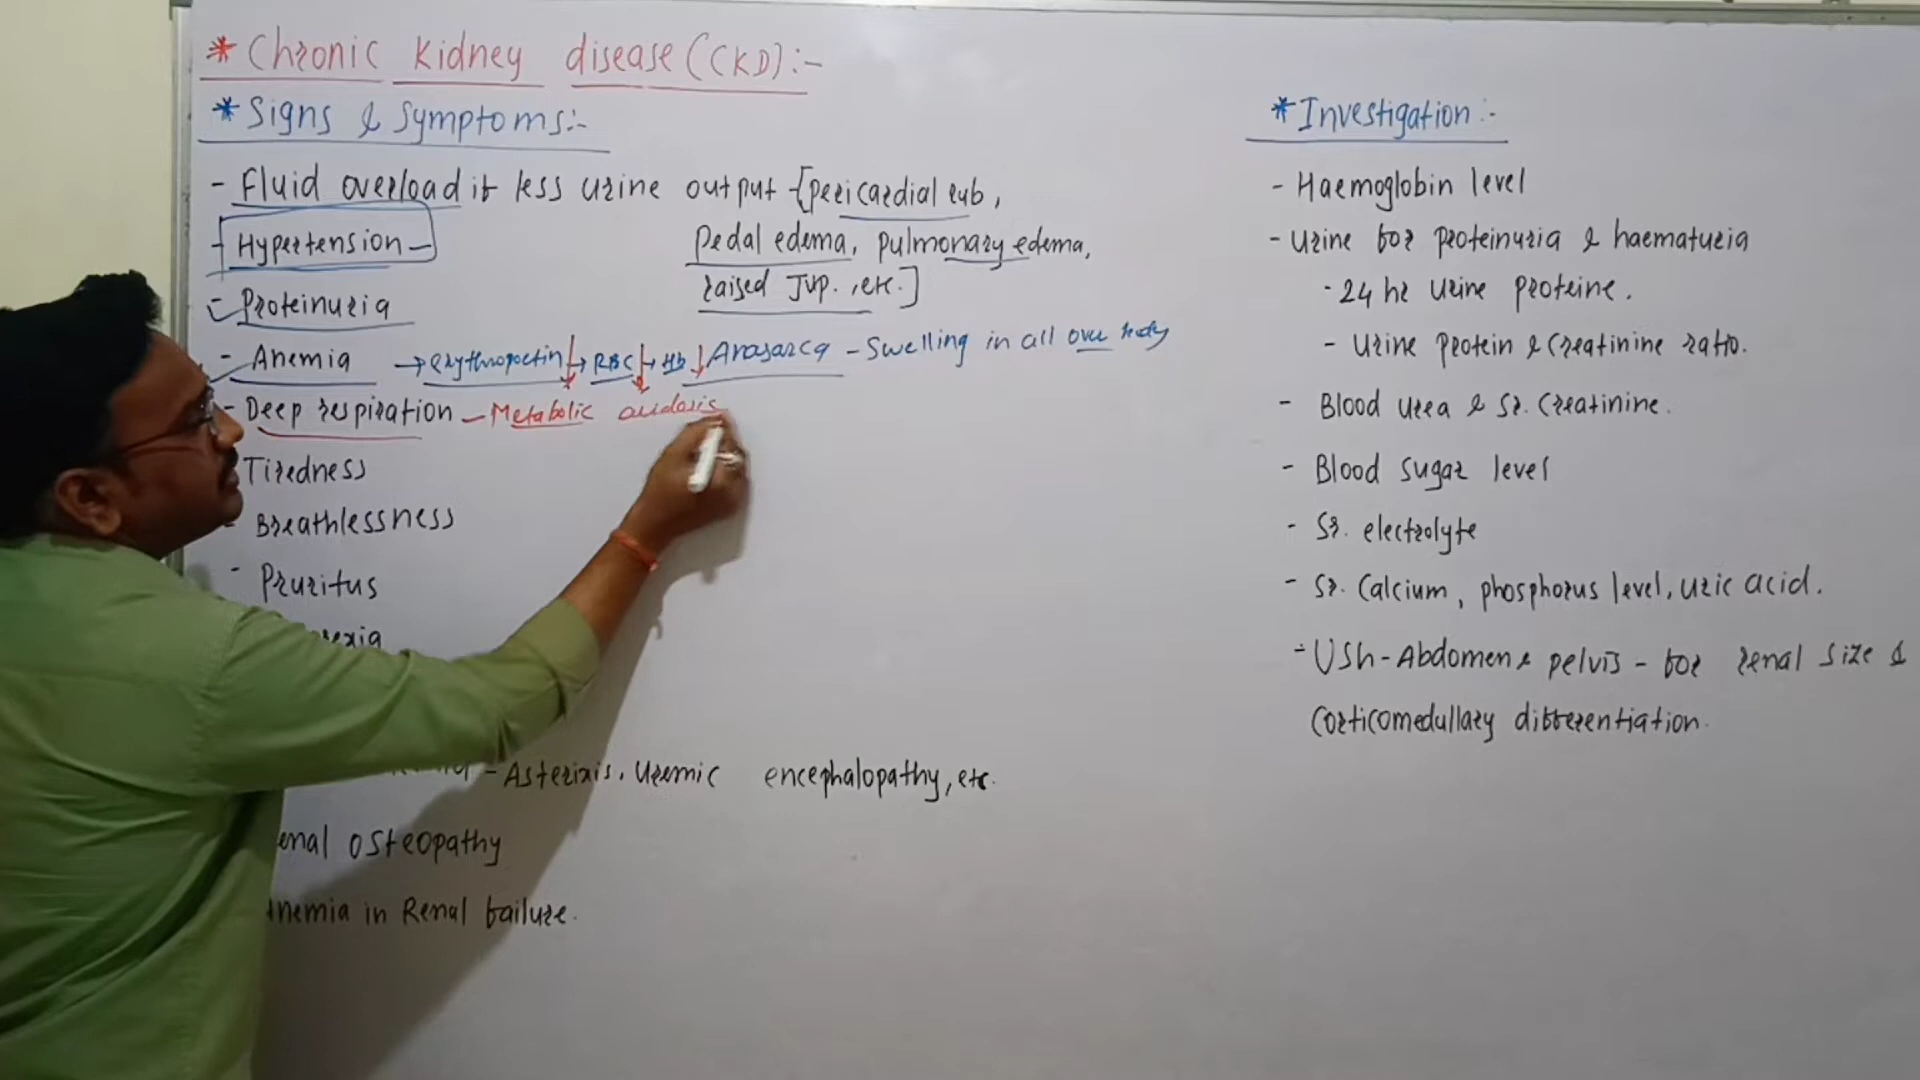 * Chronic kidney disease (CKD):-
* Signs & Symptoms:-
- Fluid overload if less urine output -[pericardial rub,
Pedal edema, pulmonary edema,
raised JVP. ,etc.]
- Hypertension -
- Proteinuria
- Anemia → erythropoetin ↓ → RBC ↓ → Hb ↓
Anasarca - Swelling in all over body
- Deep respiration - Metabolic acidosis
Tiredness
- Breathlessness
- Pruritus
- Asterixis, Uremic encephalopathy, etc.
enal osteopathy
Anemia in Renal failure.
* Investigation :-
- Haemoglobin level
- Urine for proteinuria & haematuria
- 24 hr urine proteine.
- Urine protein & Creatinine ratio.
- Blood urea & Sr. Creatinine.
- Blood sugar level
- Sr. electrolyte
- Sr. Calcium, phosphorus level, uric acid.
- USh - Abdomen & pelvis - for renal size &
Corticomedullary differentiation.